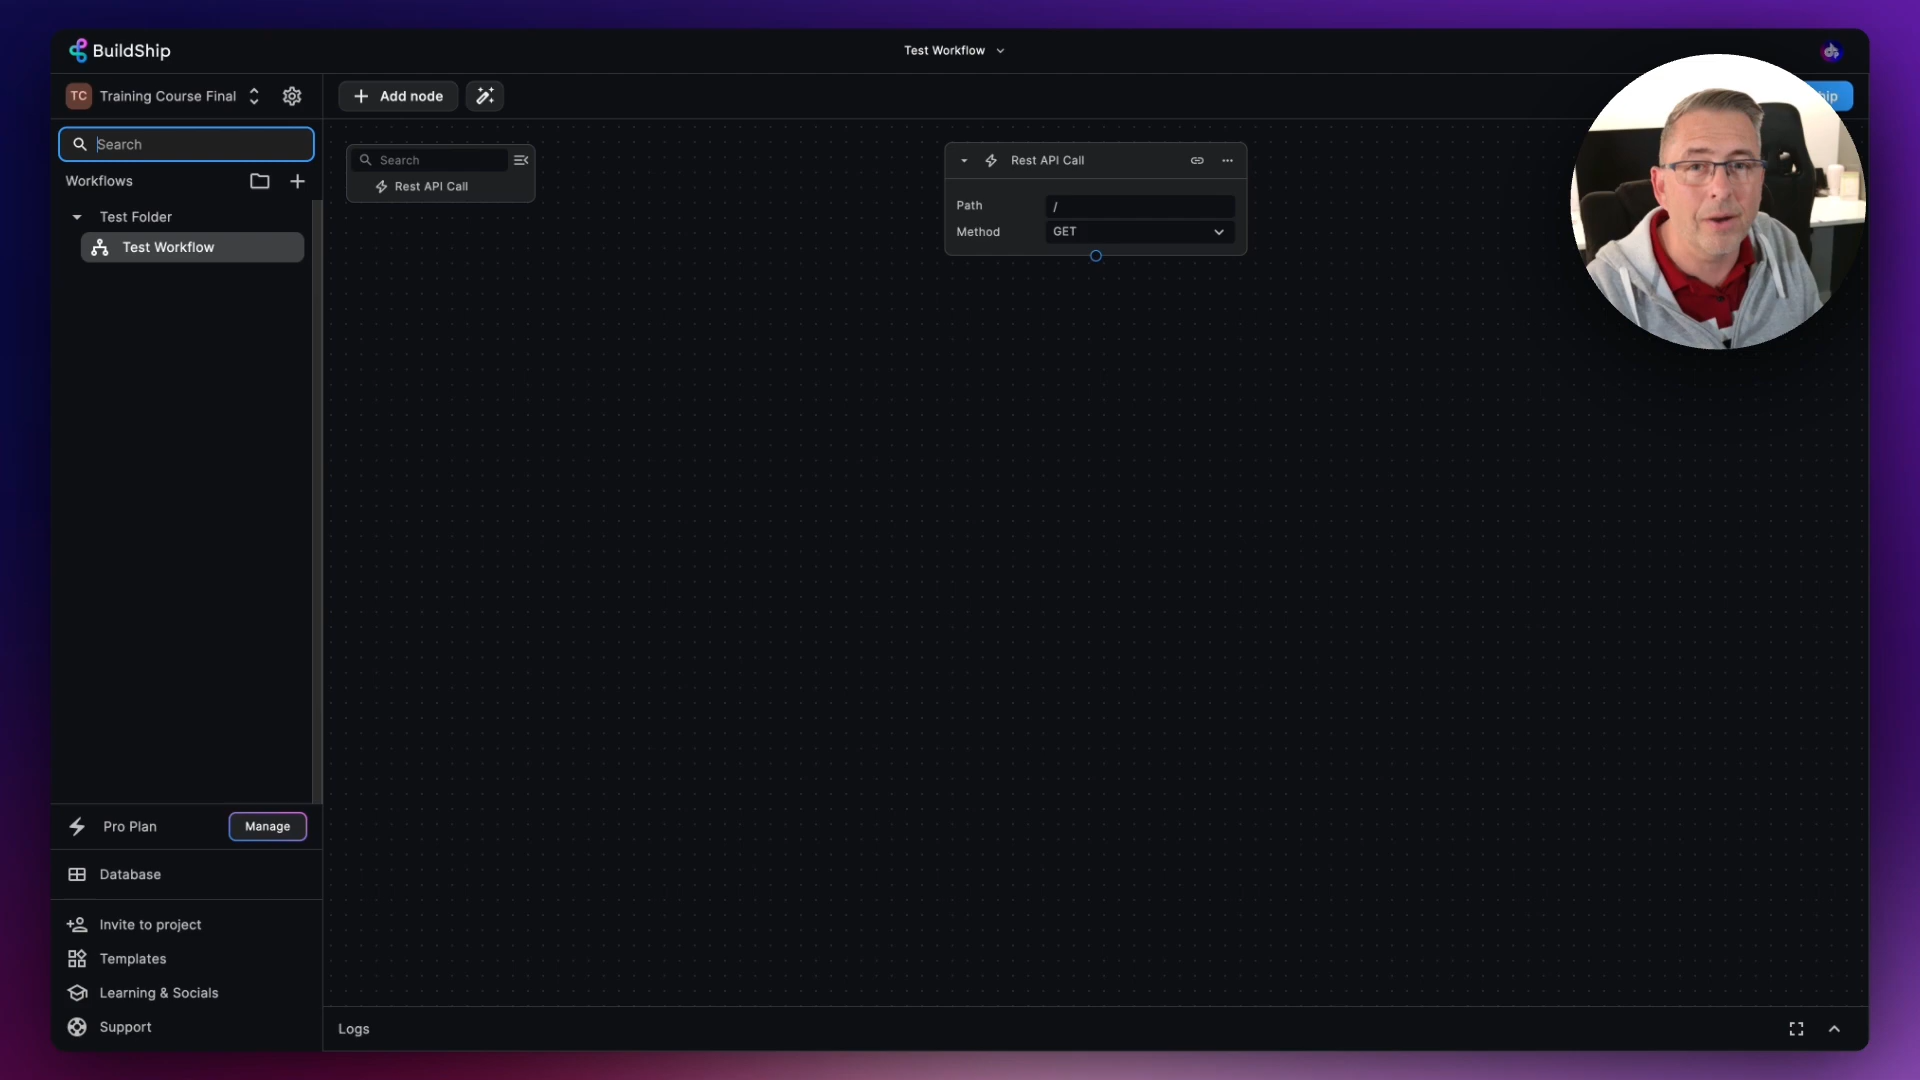 BuildShip
Test Workflow
TC Training Course Final
Add node
Search
Workflows
Test Folder
Test Workflow
Search
Rest API Call
Rest API Call
Path /
Method GET
Pro Plan Manage
Database
Invite to project
Templates
Learning & Socials
Support
Logs